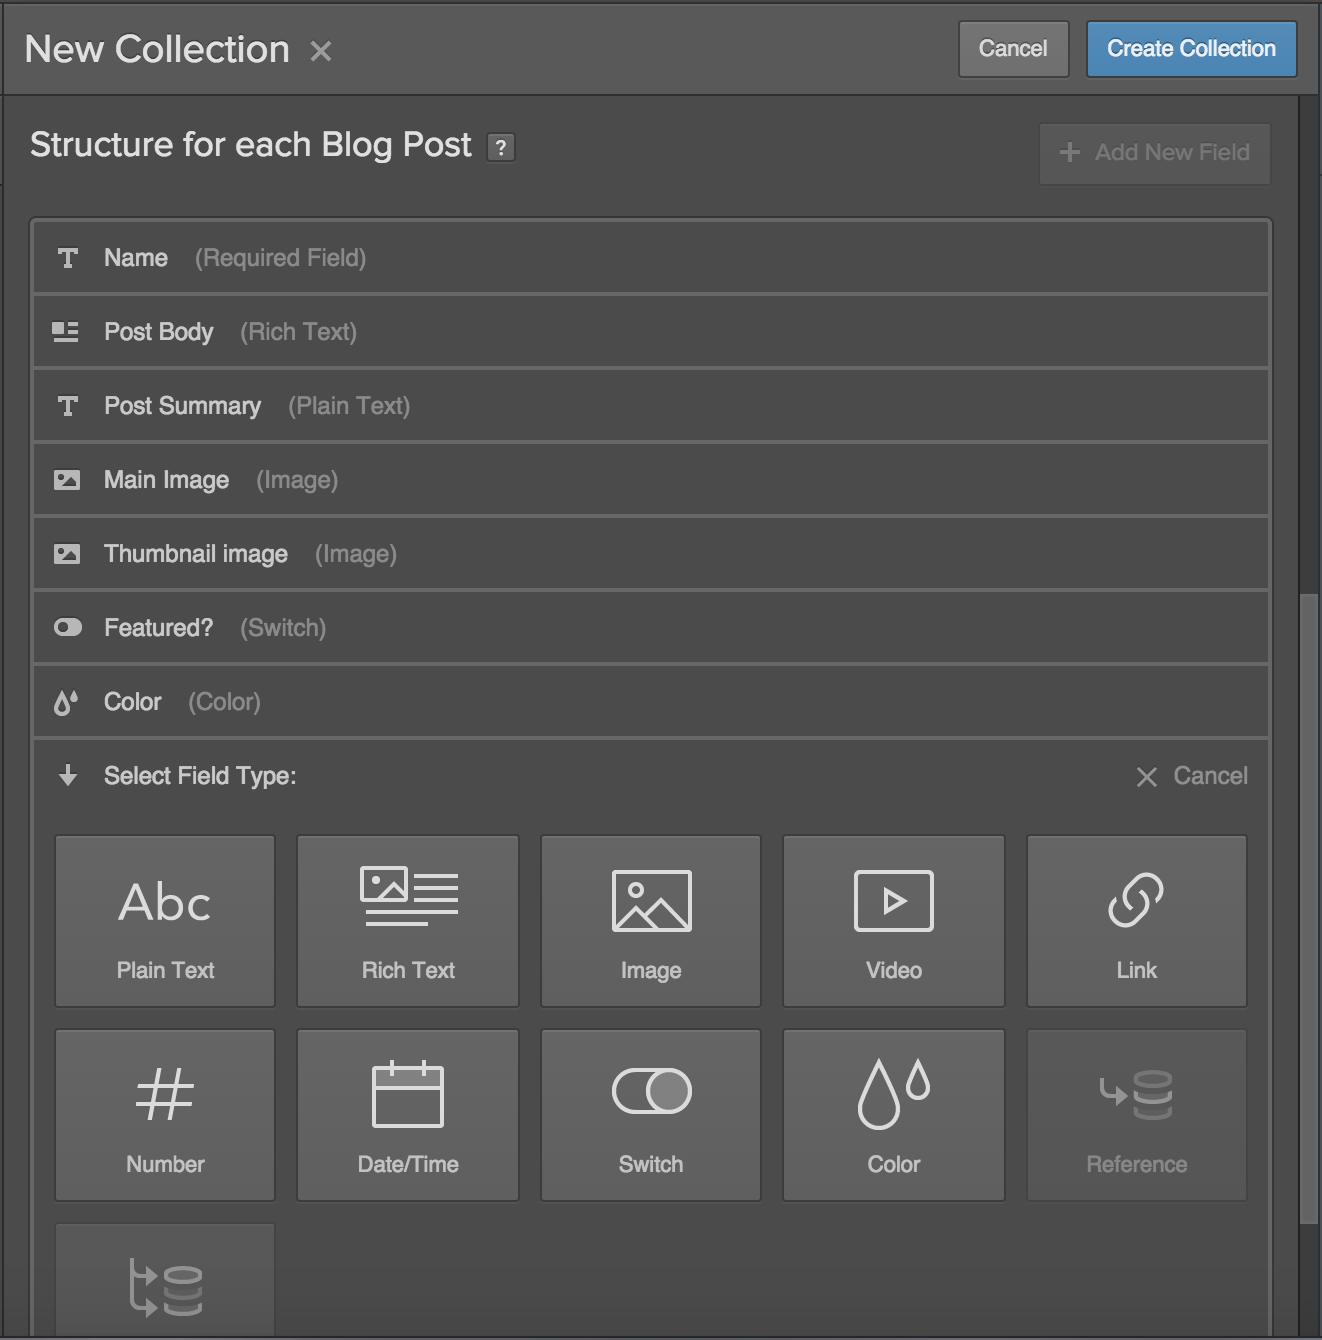 New Collection
Cancel
Create Collection
Structure for each Blog Post ?
Add New Field
Name (Required Field)
Post Body (Rich Text)
Post Summary (Plain Text)
Main Image (Image)
Thumbnail image (Image)
Featured? (Switch)
Color (Color)
Select Field Type:
Cancel
Abc
Plain Text
Rich Text
Image
Video
Link
Number
Date/Time
Switch
Color
Reference